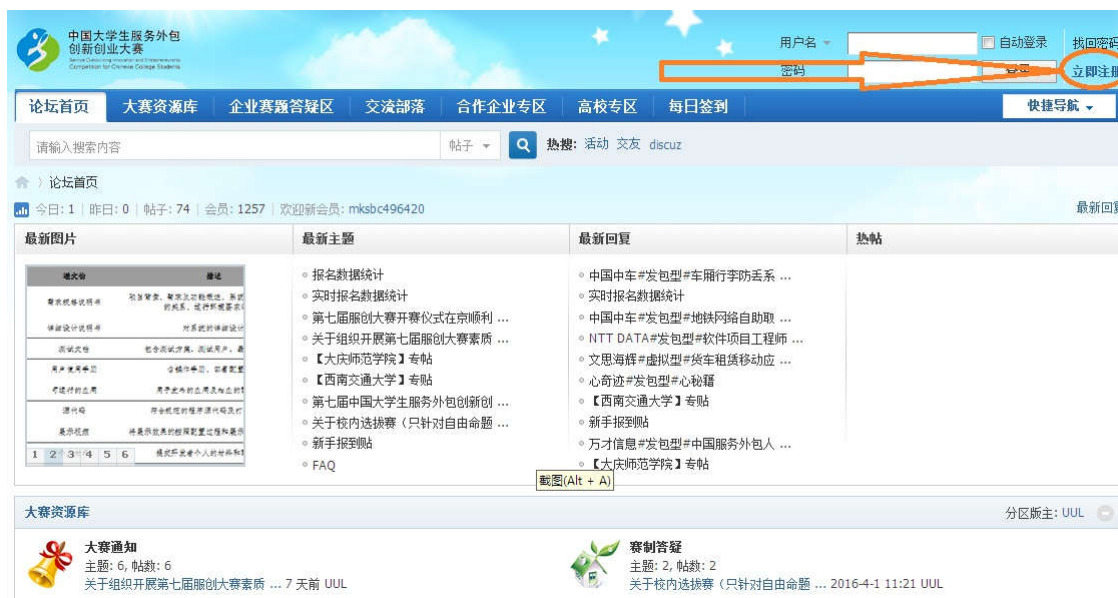 中国大学生服务外包
创新创业大赛
用户名
自动登录
找回密码
密码
立即注册
论坛首页 大赛资源库 企业赛题答疑区 交流部落 合作企业专区 高校专区 每日签到
快捷导航
请输入搜索内容
帖子
热搜: 活动 交友 discuz
论坛首页
今日: 1 | 昨日: 0 | 帖子: 74 | 会员: 1257 | 欢迎新会员: mksbc496420
最新回复
最新图片
1 2 3 4 5 6
最新主题
报名数据统计
实时报名数据统计
第七届服创大赛开赛仪式在京顺利 ...
关于组织开展第七届服创大赛素质 ...
【大庆师范学院】专帖
【西南交通大学】专贴
第七届中国大学生服务外包创新创 ...
关于校内选拔赛（只针对自由命题 ...
新手报到贴
FAQ
最新回复
中国中车#发包型#车厢行李防丢系 ...
实时报名数据统计
中国中车#发包型#地铁网络自助取 ...
NTT DATA#发包型#软件项目工程师 ...
文思海辉#虚拟型#货车租赁移动应 ...
心奇迹#发包型#心秘籍
【西南交通大学】专贴
新手报到贴
万才信息#发包型#中国服务外包人 ...
【大庆师范学院】专帖
热帖
截图(Alt + A)
大赛资源库
分区版主: UUL
大赛通知
主题: 6, 帖数: 6
关于组织开展第七届服创大赛素质 ... 7 天前 UUL
赛制答疑
主题: 2, 帖数: 2
关于校内选拔赛（只针对自由命题 ... 2016-4-1 11:21 UUL